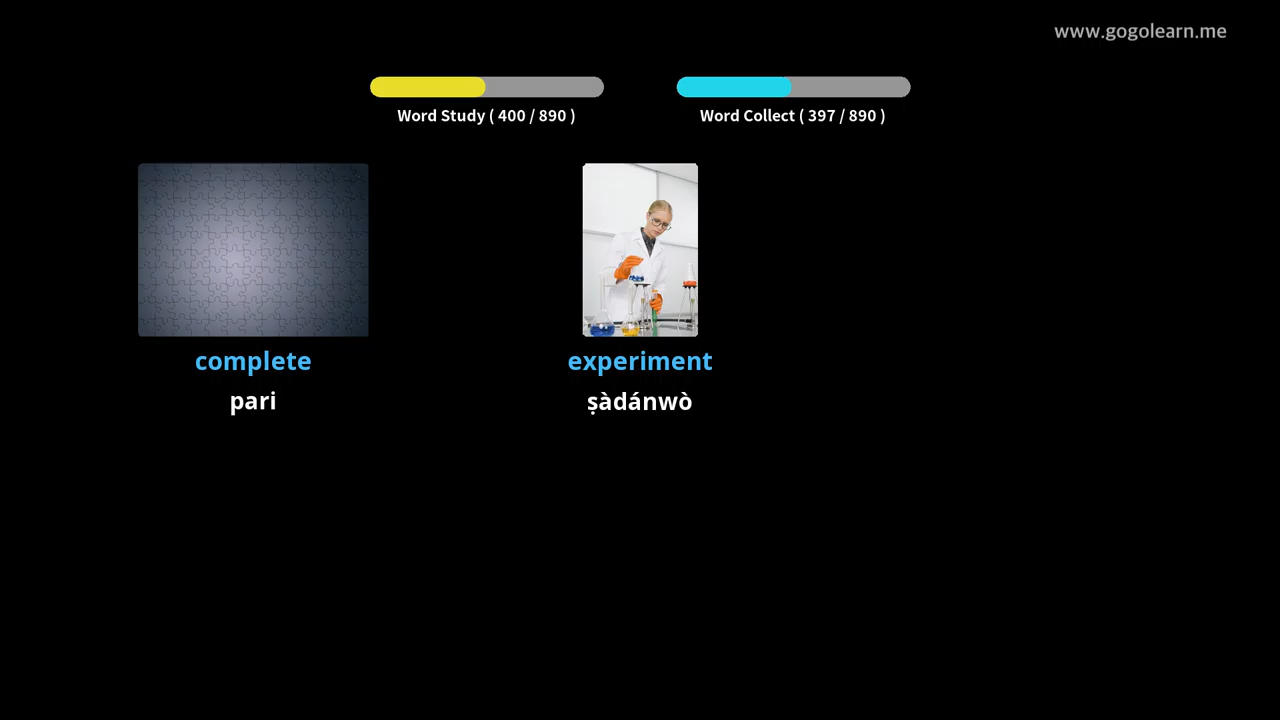 www.gogolearn.me
Word Study ( 400 / 890 )
Word Collect ( 397 / 890 )
complete
pari
experiment
ṣàdánwò